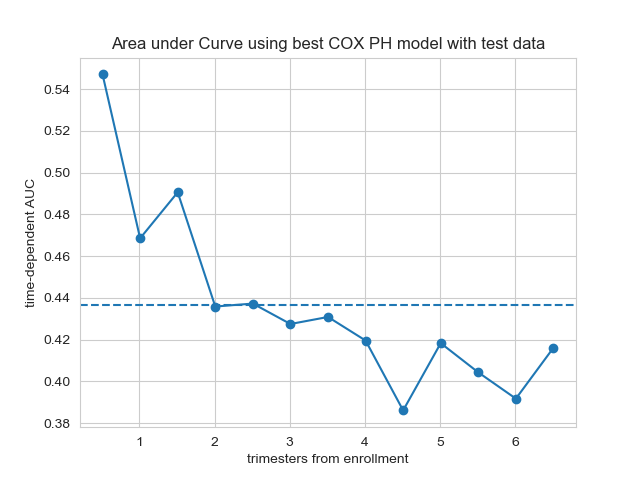 Area under Curve using best COX PH model with test data
time-dependent AUC
0.54
0.52
0.50
0.48
0.46
0.44
0.42
0.40
0.38
1 2 3 4 5 6
trimesters from enrollment